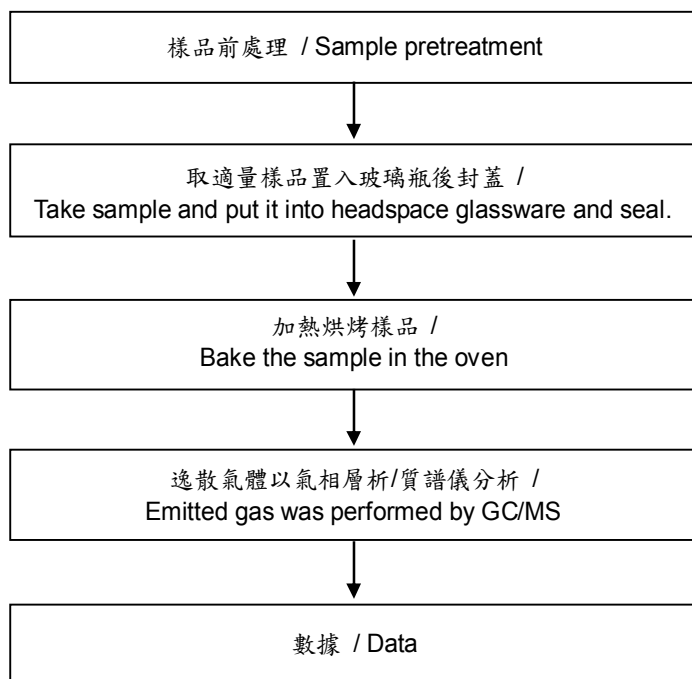 樣品前處理 / Sample pretreatment
取適量樣品置入玻璃瓶後封蓋 /
Take sample and put it into headspace glassware and seal.
加熱烘烤樣品 /
Bake the sample in the oven
逸散氣體以氣相層析/質譜儀分析 /
Emitted gas was performed by GC/MS
數據 / Data